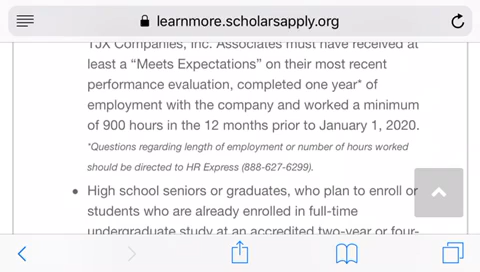 learnmore.scholarsapply.org
TJX Companies, Inc. Associates must have received at
least a “Meets Expectations” on their most recent
performance evaluation, completed one year* of
employment with the company and worked a minimum
of 900 hours in the 12 months prior to January 1, 2020.
*Questions regarding length of employment or number of hours worked
should be directed to HR Express (888-627-6299).
• High school seniors or graduates, who plan to enroll or
students who are already enrolled in full-time
undergraduate study at an accredited two-year or four-